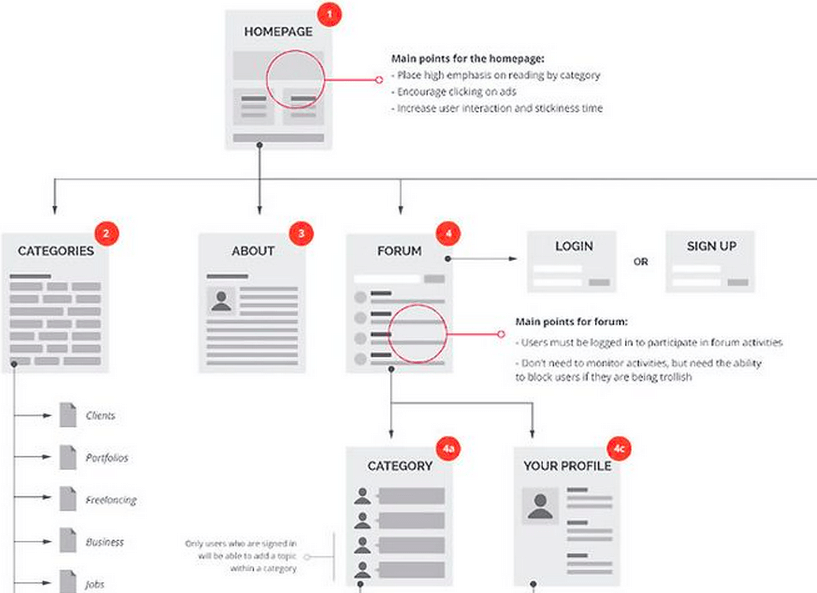 1
HOMEPAGE
Main points for the homepage:
- Place high emphasis on reading by category
- Encourage clicking on ads
- Increase user interaction and stickiness time
2
CATEGORIES
3
ABOUT
4
FORUM
LOGIN
OR
SIGN UP
Main points for forum:
- Users must be logged in to participate in forum activities
- Don't need to monitor activities, but need the ability
to block users if they are being trollish
Clients
Portfolios
Freelancing
Business
Jobs
4a
CATEGORY
4c
YOUR PROFILE
Only users who are signed in
will be able to add a topic
within a category